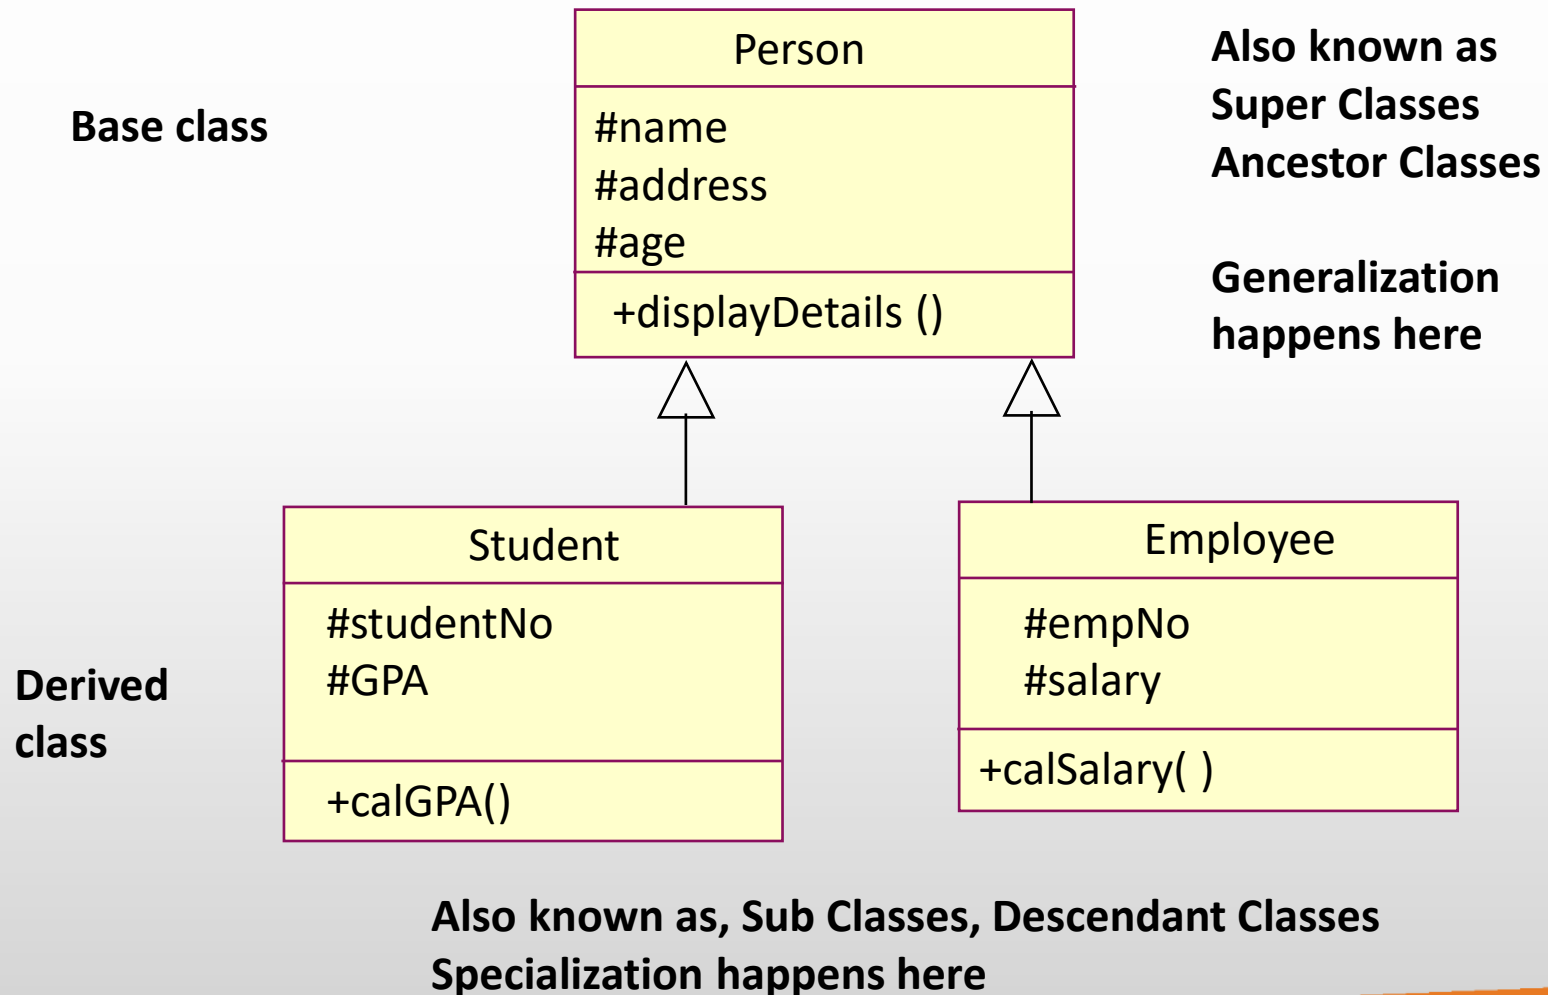 Person
Also known as
Super Classes
Ancestor Classes
Base class
#name
#address
#age
Generalization
happens here
+displayDetails ()
Student
Employee
#studentNo
#GPA
#empNo
#salary
Derived
class
+calGPA()
+calSalary( )
Also known as, Sub Classes, Descendant Classes
Specialization happens here